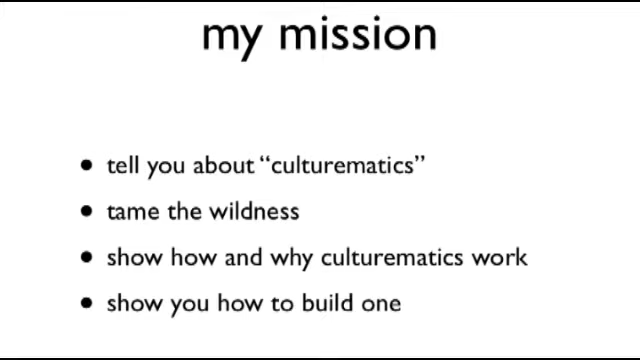 my mission
• tell you about “culturematics”
• tame the wildness
• show how and why culturematics work
• show you how to build one